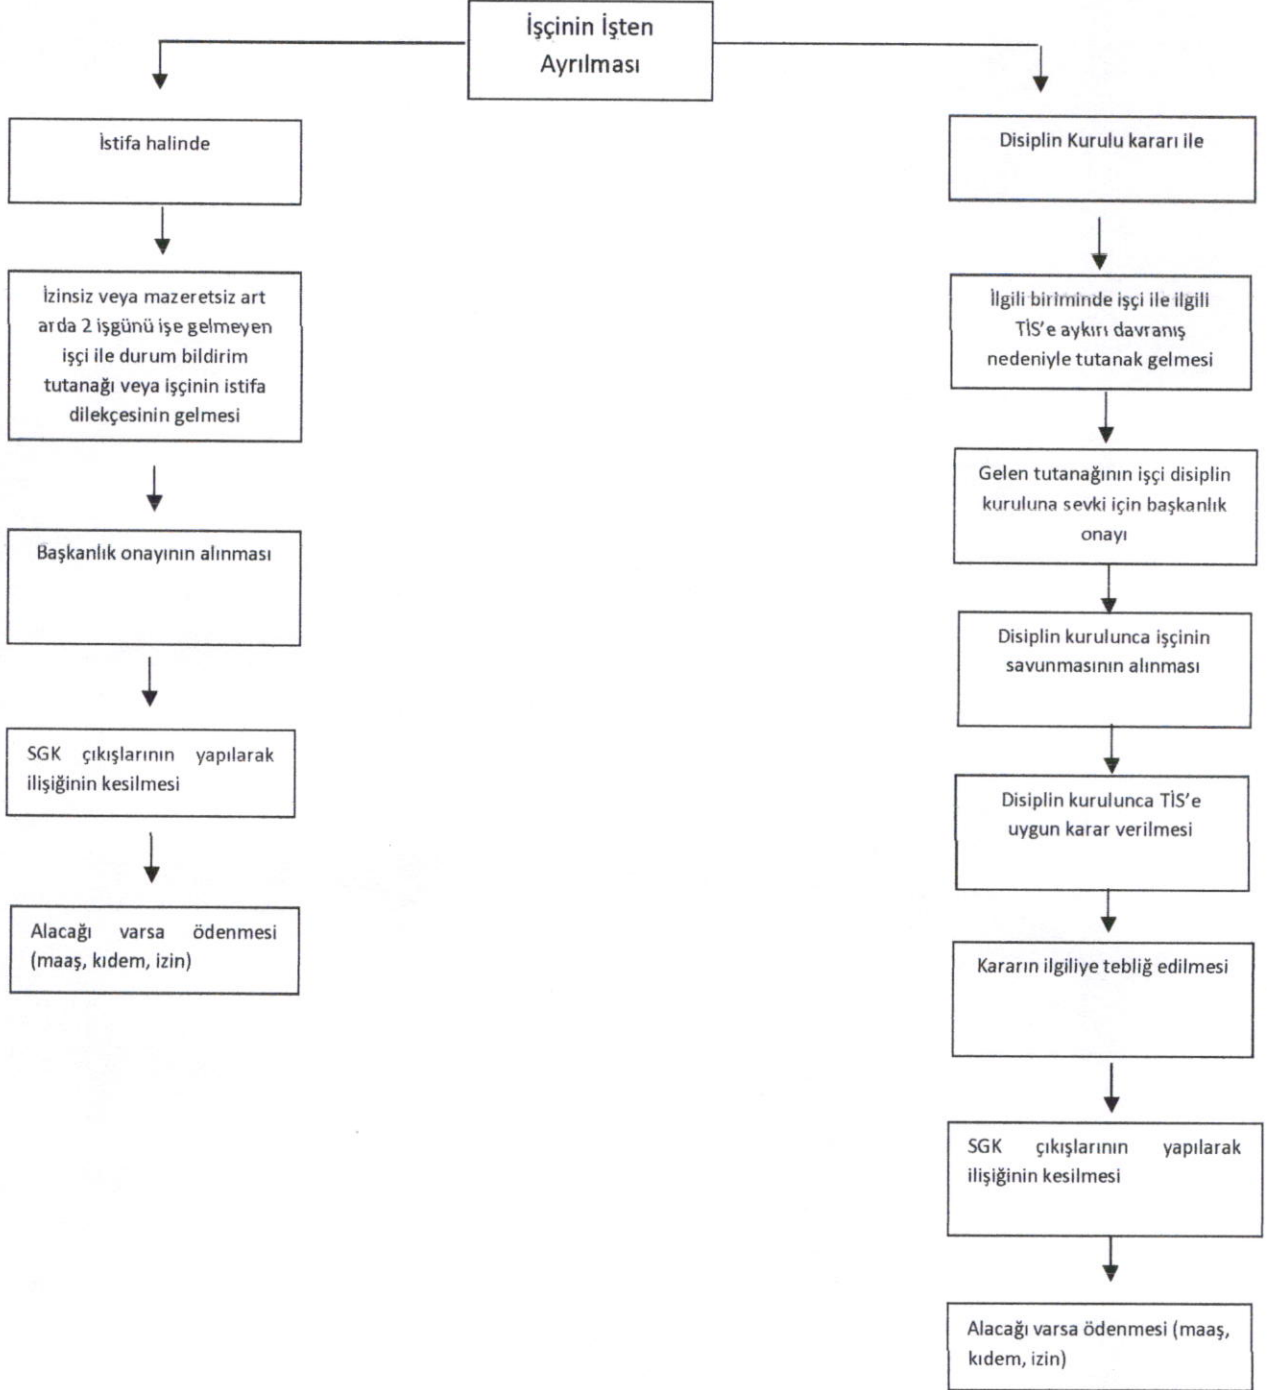 İşçinin İşten
Ayrılması
İstifa halinde
İzinsiz veya mazeretsiz art
arda 2 işgünü işe gelmeyen
işçi ile durum bildirim
tutanağı veya işçinin istifa
dilekçesinin gelmesi
Başkanlık onayının alınması
SGK çıkışlarının yapılarak
ilişiğinin kesilmesi
Alacağı varsa ödenmesi
(maaş, kıdem, izin)
Disiplin Kurulu kararı ile
İlgili biriminde işçi ile ilgili
TİS'e aykırı davranış
nedeniyle tutanak gelmesi
Gelen tutanağının işçi disiplin
kuruluna sevki için başkanlık
onayı
Disiplin kurulunca işçinin
savunmasının alınması
Disiplin kurulunca TİS'e
uygun karar verilmesi
Kararın ilgiliye tebliğ edilmesi
SGK çıkışlarının yapılarak
ilişiğinin kesilmesi
Alacağı varsa ödenmesi (maaş,
kıdem, izin)